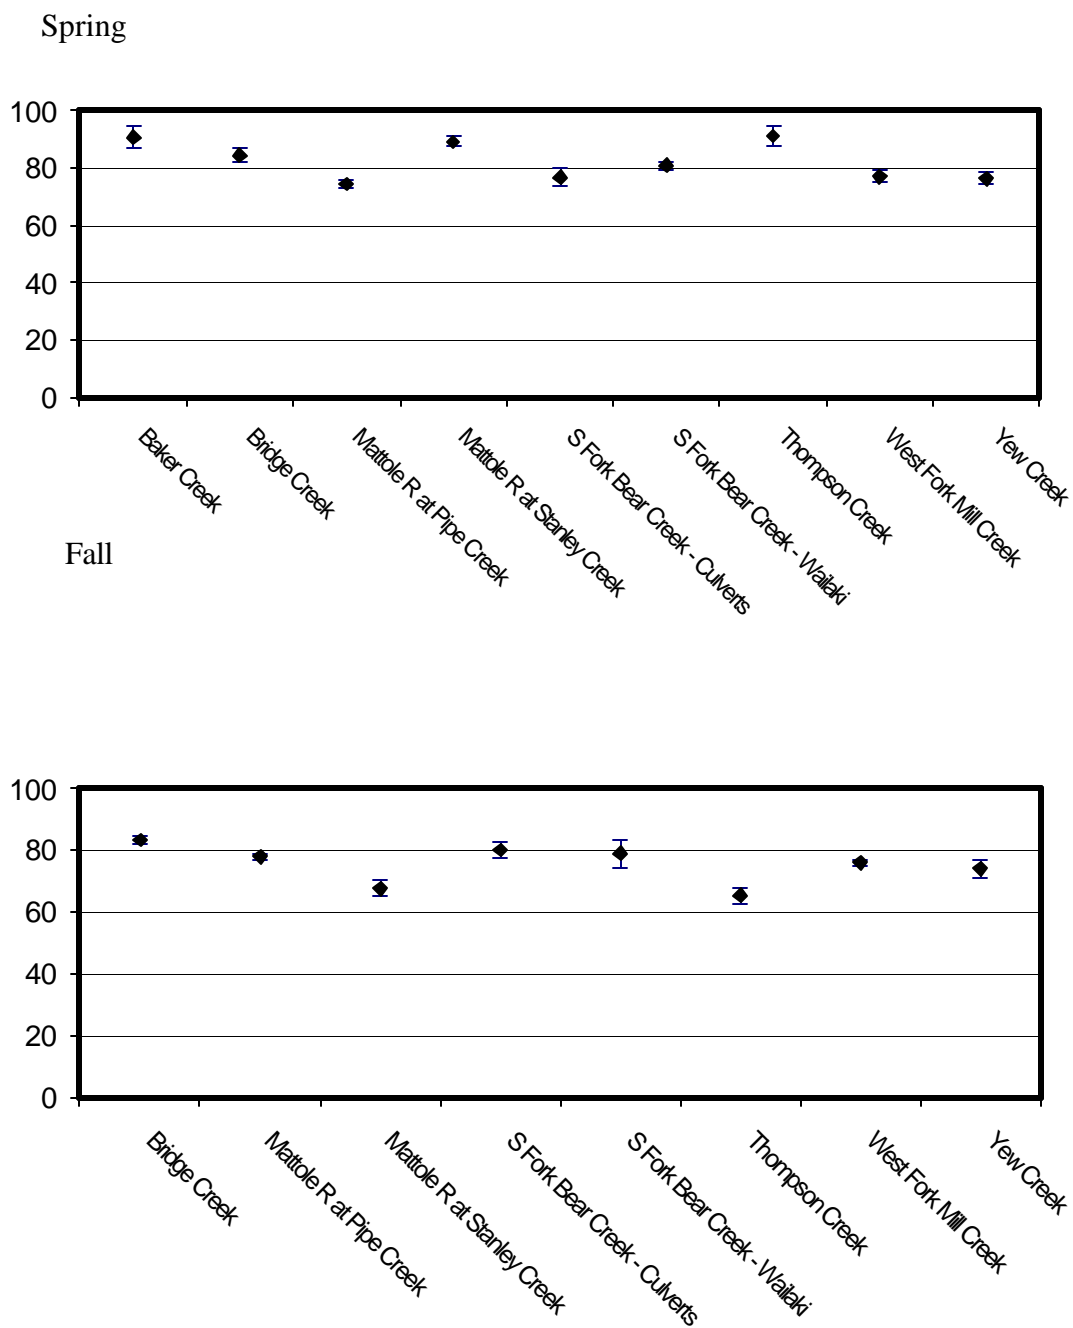 Spring
100
80
60
40
20
0
Baker Creek
Bridge Creek
Mattole R at Pipe Creek
Mattole R at Stanley Creek
S Fork Bear Creek - Culverts
S Fork Bear Creek - Wailaki
Thompson Creek
West Fork Mill Creek
Yew Creek
Fall
100
80
60
40
20
0
Bridge Creek
Mattole R at Pipe Creek
Mattole R at Stanley Creek
S Fork Bear Creek - Culverts
S Fork Bear Creek - Wailaki
Thompson Creek
West Fork Mill Creek
Yew Creek